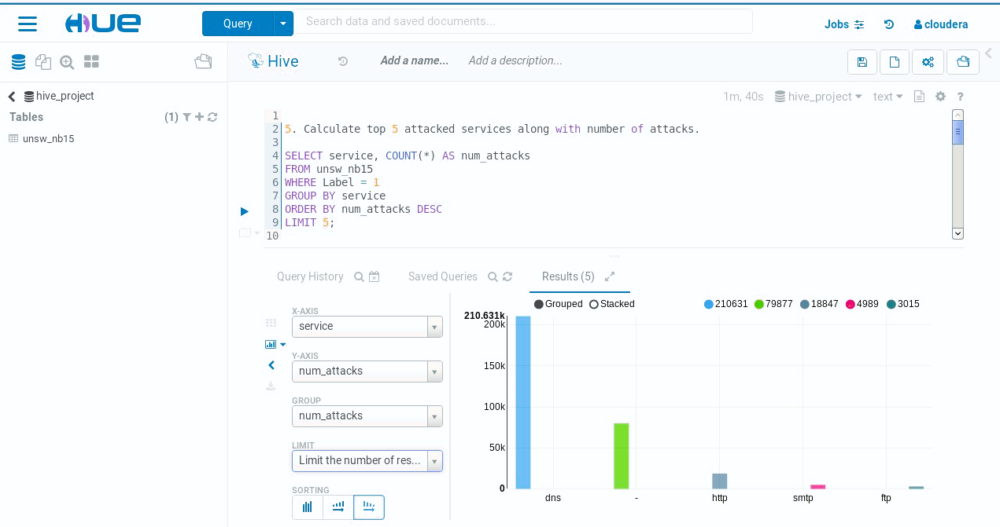 HUE
Query
Search data and saved documents...
Jobs
cloudera
Hive
Add a name...
Add a description...
hive_project
Tables
(1)
unsw_nb15
1m, 40s
hive_project
text
?
1
2 5. Calculate top 5 attacked services along with number of attacks.
3
4 SELECT service, COUNT(*) AS num_attacks
5 FROM unsw_nb15
6 WHERE Label = 1
7 GROUP BY service
8 ORDER BY num_attacks DESC
9 LIMIT 5;
10
Query History
Saved Queries
Results (5)
X-AXIS
service
Y-AXIS
num_attacks
GROUP
num_attacks
LIMIT
Limit the number of res...
SORTING
Grouped
Stacked
210631
79877
18847
4989
3015
210.631k
200k
150k
100k
50k
0
dns
-
http
smtp
ftp